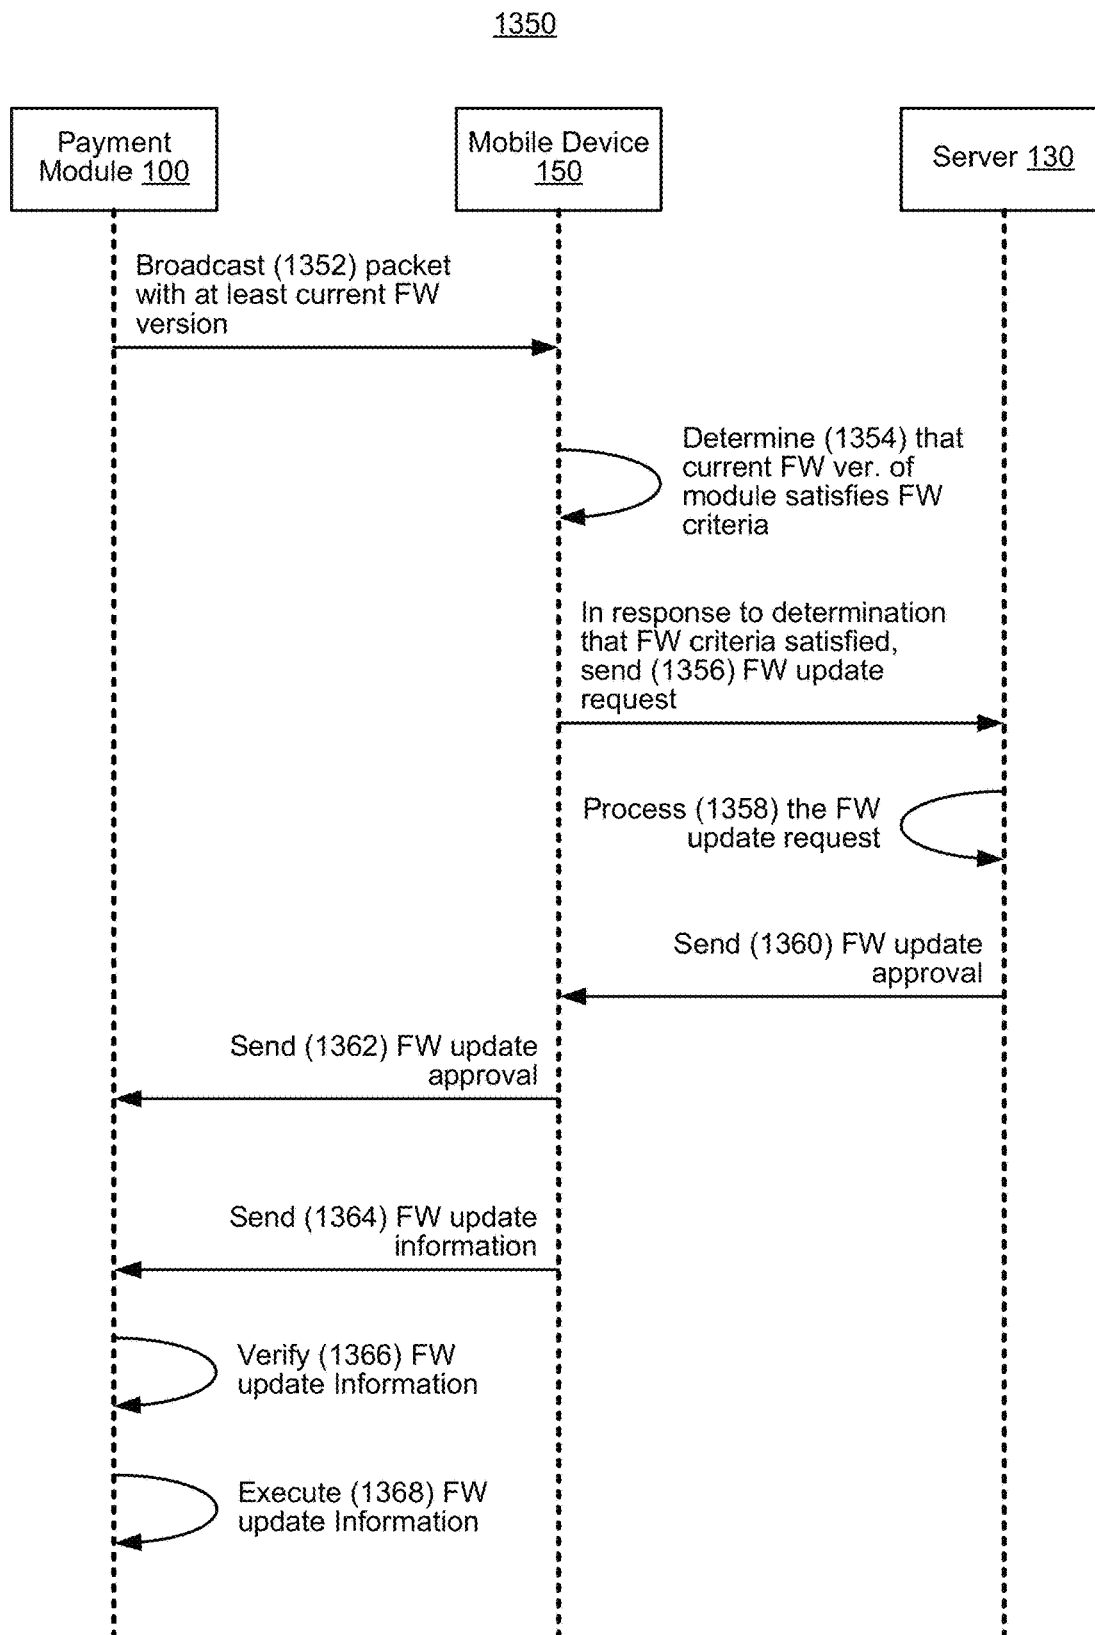 1350
Payment
Module 100
Mobile Device
150
Server 130
Broadcast (1352) packet
with at least current FW
version
Determine (1354) that
current FW ver. of
module satisfies FW
criteria
In response to determination
that FW criteria satisfied,
send (1356) FW update
request
Process (1358) the FW
update request
Send (1360) FW update
approval
Send (1362) FW update
approval
Send (1364) FW update
information
Verify (1366) FW
update Information
Execute (1368) FW
update Information